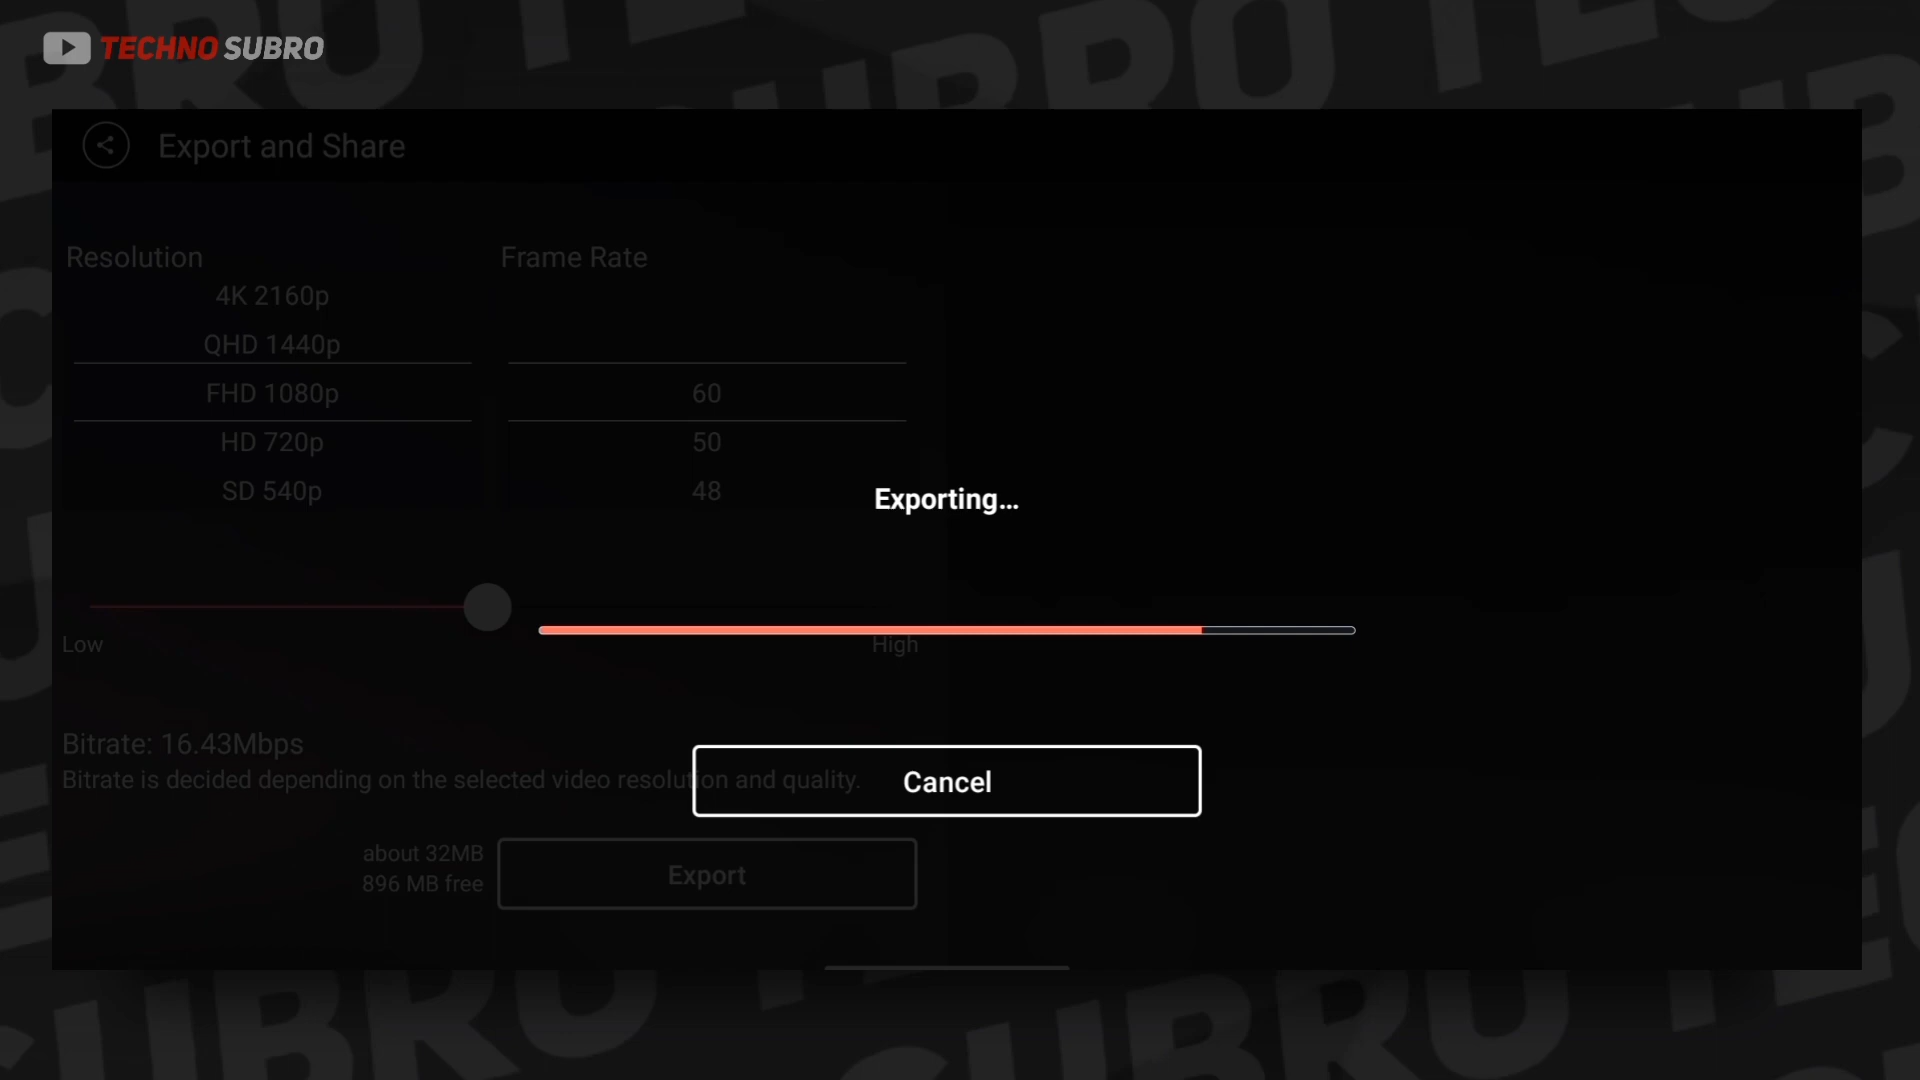 TECHNO SUBRO
Export and Share
Resolution
Frame Rate
4K 2160p
QHD 1440p
FHD 1080p
60
HD 720p
50
SD 540p
48
Exporting...
Low
High
Bitrate: 16.43Mbps
Bitrate is decided depending on the selected video resolution and quality.
Cancel
about 32MB
896 MB free
Export